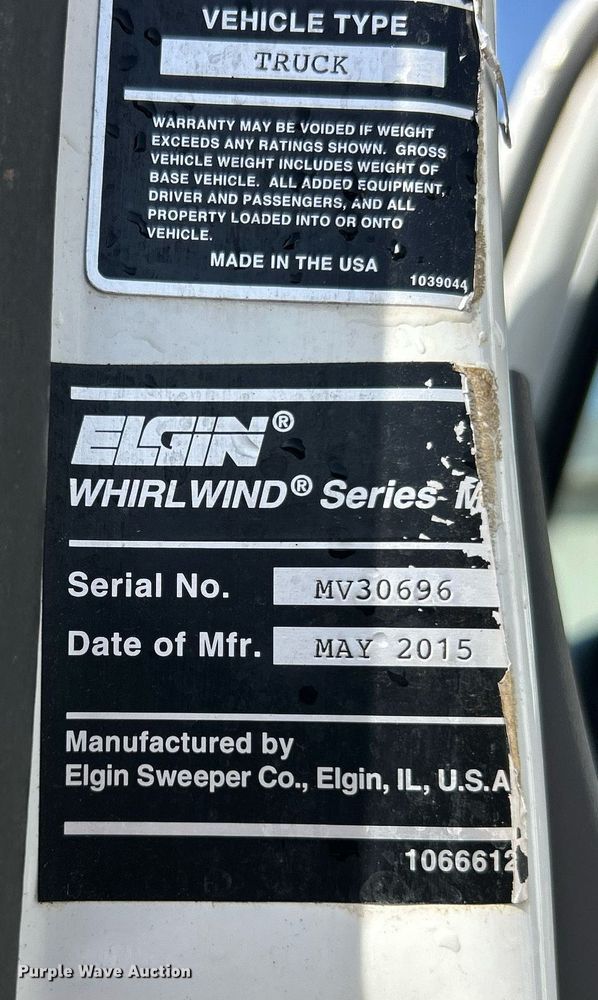 VEHICLE TYPE
TRUCK
WARRANTY MAY BE VOIDED IF WEIGHT
EXCEEDS ANY RATINGS SHOWN. GROSS
VEHICLE WEIGHT INCLUDES WEIGHT OF
BASE VEHICLE. ALL ADDED EQUIPMENT,
DRIVER AND PASSENGERS, AND ALL
PROPERTY LOADED INTO OR ONTO
VEHICLE.
MADE IN THE USA
1039044
ELGIN®
WHIRLWIND® Series
Serial No. MV30696
Date of Mfr. MAY 2015
Manufactured by
Elgin Sweeper Co., Elgin, IL, U.S.A
1066612
Purple Wave Auction